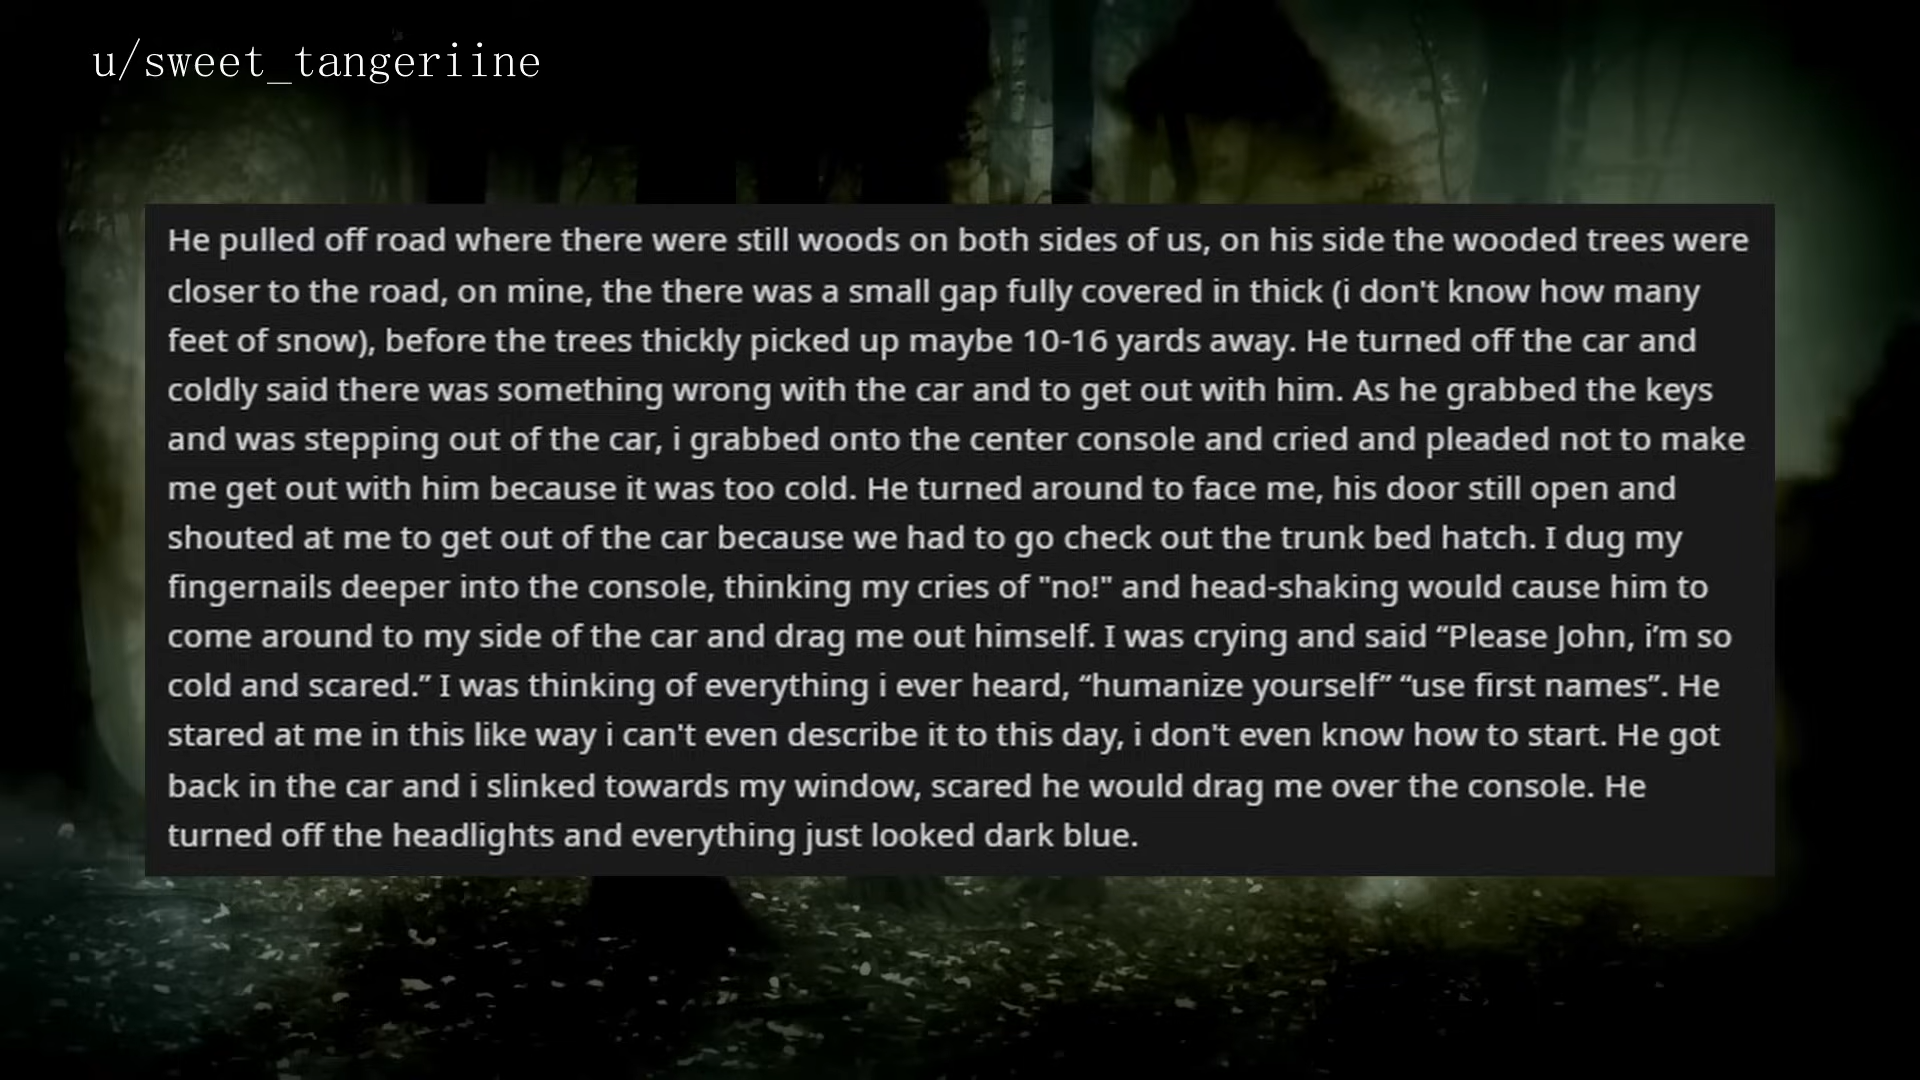 u/sweet_tangeriine
He pulled off road where there were still woods on both sides of us, on his side the wooded trees were
closer to the road, on mine, the there was a small gap fully covered in thick (i don't know how many
feet of snow), before the trees thickly picked up maybe 10-16 yards away. He turned off the car and
coldly said there was something wrong with the car and to get out with him. As he grabbed the keys
and was stepping out of the car, i grabbed onto the center console and cried and pleaded not to make
me get out with him because it was too cold. He turned around to face me, his door still open and
shouted at me to get out of the car because we had to go check out the trunk bed hatch. I dug my
fingernails deeper into the console, thinking my cries of "no!" and head-shaking would cause him to
come around to my side of the car and drag me out himself. I was crying and said “Please John, i’m so
cold and scared.” I was thinking of everything i ever heard, “humanize yourself” “use first names”. He
stared at me in this like way i can't even describe it to this day, i don't even know how to start. He got
back in the car and i slinked towards my window, scared he would drag me over the console. He
turned off the headlights and everything just looked dark blue.